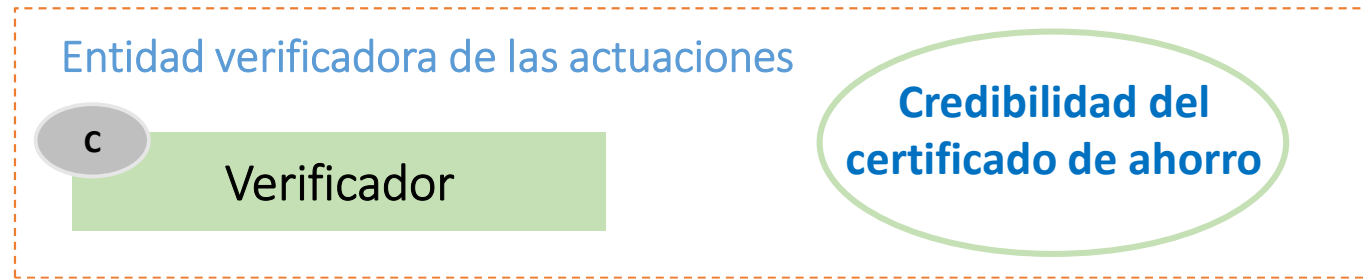 Entidad verificadora de las actuaciones
C
Verificador
Credibilidad del
certificado de ahorro